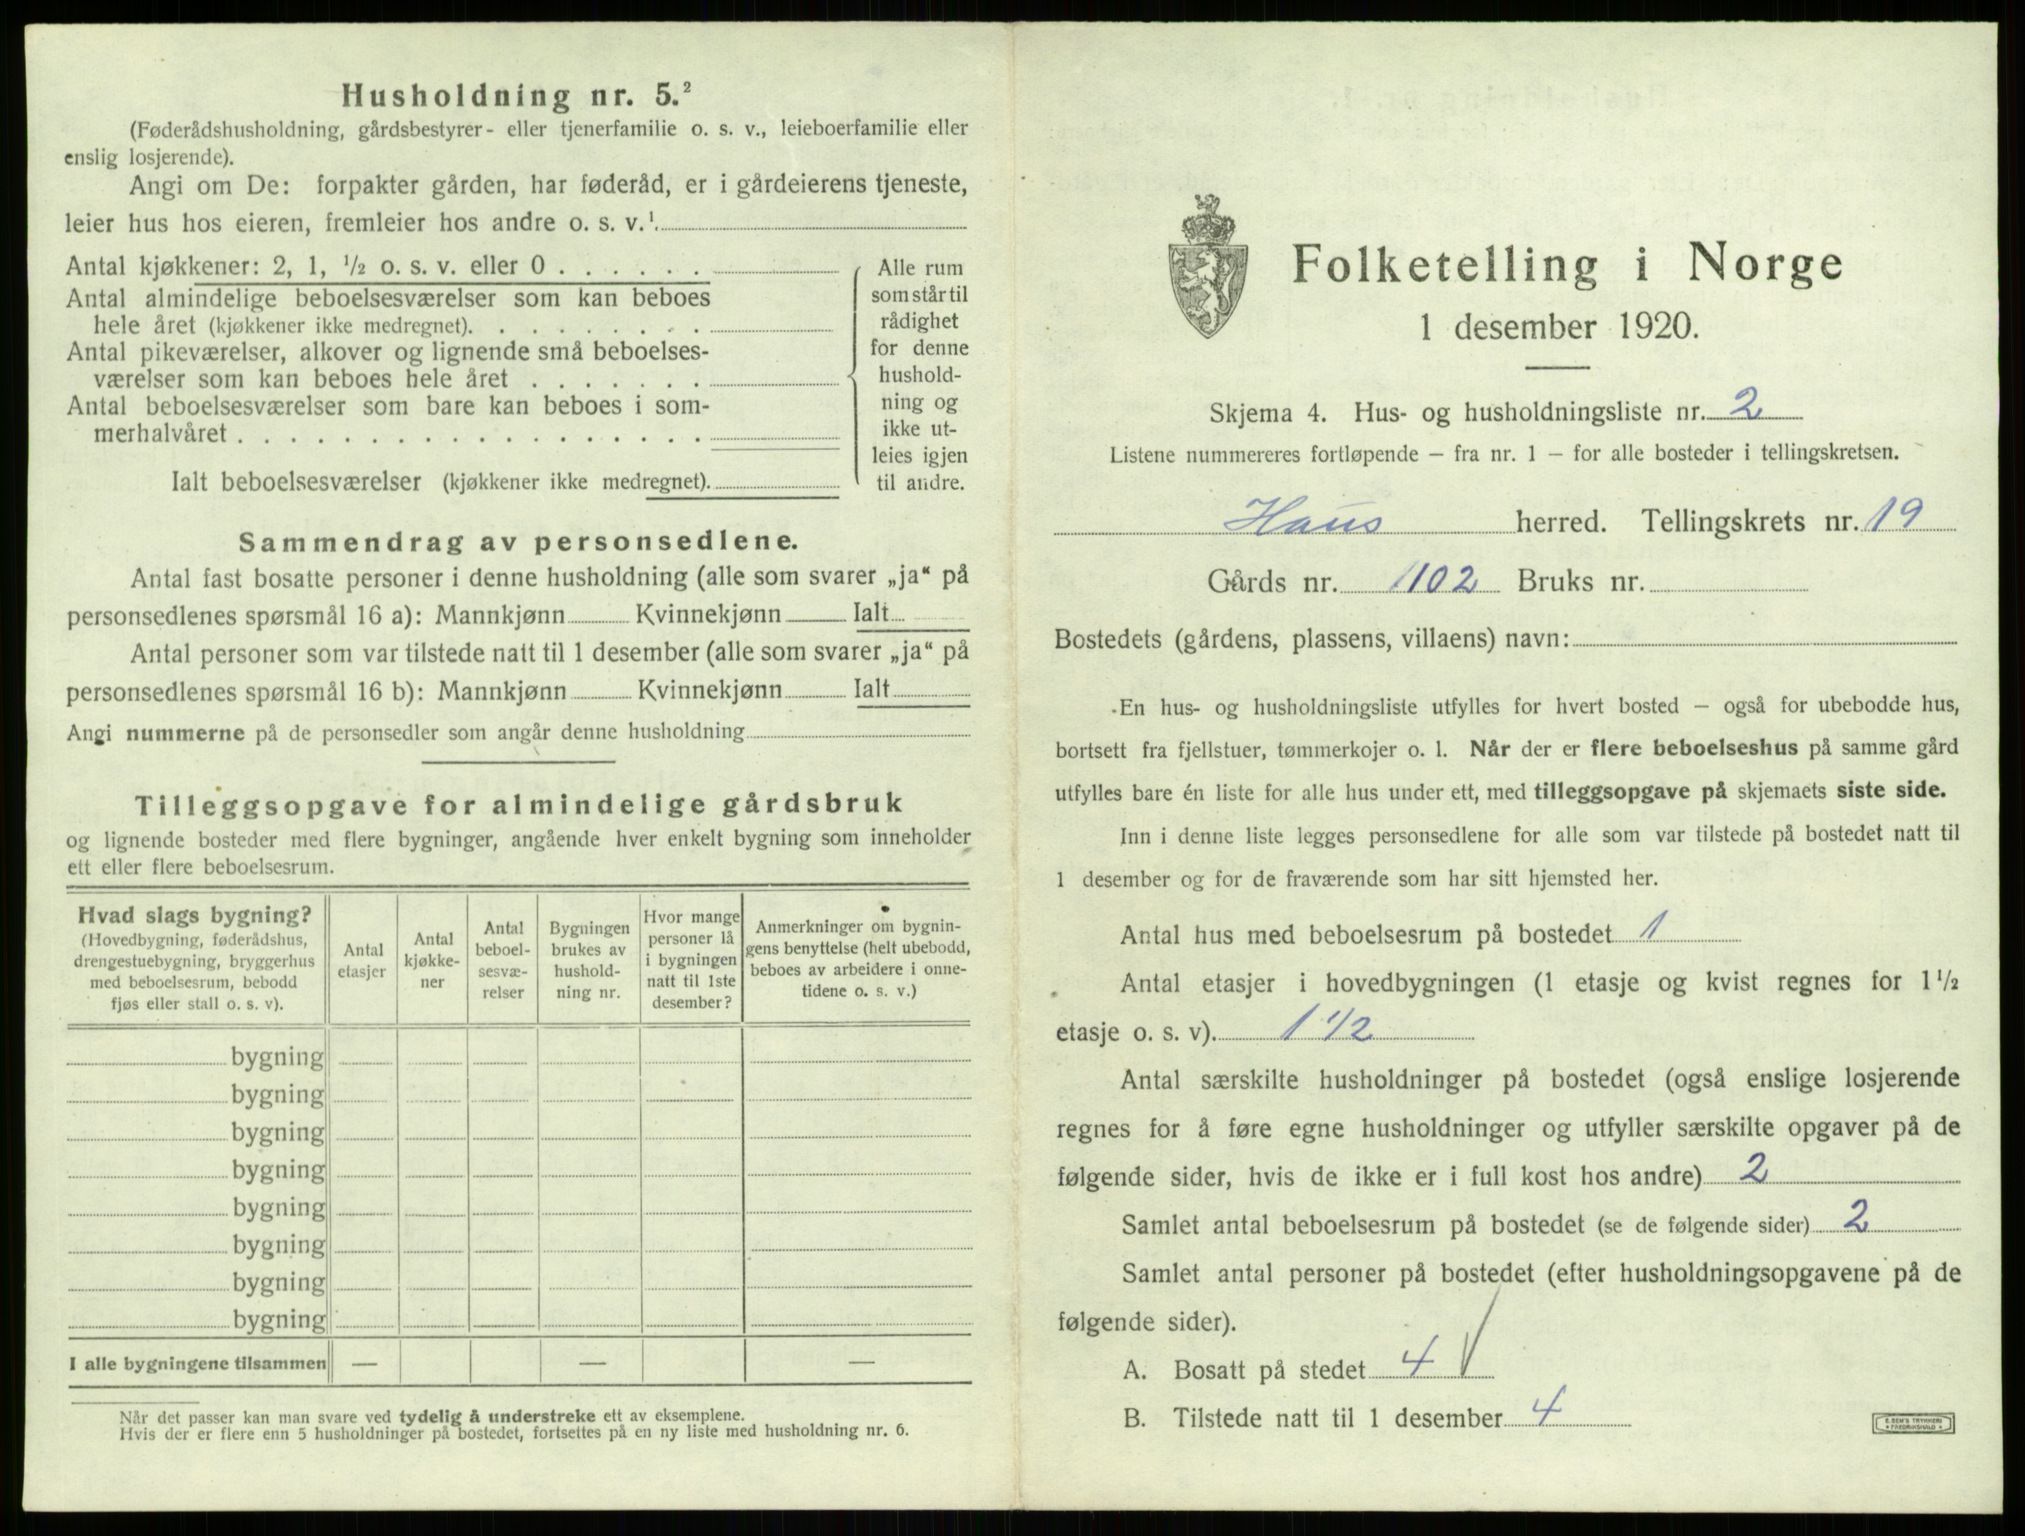 Husholdning nr. 5.²
(Føderådshusholdning, gårdsbestyrer- eller tjenerfamilie o. s. v., leieboerfamilie eller
enslig losjerende).
Angi om De: forpakter gården, har føderåd, er i gårdeierens tjeneste,
leier hus hos eieren, fremleier hos andre o. s. v.¹
Antal kjøkkener: 2, 1, ½ o. s. v. eller 0 . . . . . .
Antal almindelige beboelsesværelser som kan beboes
hele året (kjøkkener ikke medregnet). . . . . . . . .
Antal pikeværelser, alkover og lignende små beboelses-
værelser som kan beboes hele året . . . . . . .
Antal beboelsesværelser som bare kan beboes i som-
merhalvåret . . . . . . . . . . . . . . . . . .
Ialt beboelsesværelser (kjøkkener ikke medregnet).
Alle rum
som står til
rådighet
for denne
hushold-
ning og
ikke ut-
leies igjen
til andre.
Sammendrag av personsedlene.
Antal fast bosatte personer i denne husholdning (alle som svarer „ja“ på
personsedlenes spørsmål 16 a): Mannkjønn Kvinnekjønn Ialt
Antal personer som var tilstede natt til 1 desember (alle som svarer „ja“ på
personsedlenes spørsmål 16 b): Mannkjønn Kvinnekjønn Ialt
Angi nummerne på de personsedler som angår denne husholdning
Tilleggsopgave for almindelige gårdsbruk
og lignende bosteder med flere bygninger, angående hver enkelt bygning som inneholder
ett eller flere beboelsesrum.
Hvad slags bygning?
(Hovedbygning, føderådshus,
drengestuebygning, bryggerhus
med beboelsesrum, bebodd
fjøs eller stall o. s. v).
Antal
etasjer
Antal
kjøkke-
ner
Antal
beboel-
sesvæ-
relser
Bygningen
brukes av
hushold-
ning nr.
Hvor mange
personer lå
i bygningen
natt til 1ste
desember?
Anmerkninger om bygnin-
gens benyttelse (helt ubebodd,
beboes av arbeidere i onne-
tidene o. s. v.)
bygning
bygning
bygning
bygning
bygning
bygning
bygning
bygning
I alle bygningene tilsammen — — —
Når det passer kan man svare ved tydelig å understreke ett av eksemplene.
Hvis der er flere enn 5 husholdninger på bostedet, fortsettes på en ny liste med husholdning nr. 6.
Folketelling i Norge
1 desember 1920.
Skjema 4. Hus- og husholdningsliste nr. 2
Listene nummereres fortløpende – fra nr. 1 – for alle bosteder i tellingskretsen.
Haus herred. Tellingskrets nr. 19
Gårds nr. 102 Bruks nr.
Bostedets (gårdens, plassens, villaens) navn:
En hus- og husholdningsliste utfylles for hvert bosted – også for ubebodde hus,
bortsett fra fjellstuer, tømmerkojer o. l. Når der er flere beboelseshus på samme gård
utfylles bare én liste for alle hus under ett, med tilleggsopgave på skjemaets siste side.
Inn i denne liste legges personsedlene for alle som var tilstede på bostedet natt til
1 desember og for de fraværende som har sitt hjemsted her.
Antal hus med beboelsesrum på bostedet 1
Antal etasjer i hovedbygningen (1 etasje og kvist regnes for 1½
etasje o. s. v). 1 1/2
Antal særskilte husholdninger på bostedet (også enslige losjerende
regnes for å føre egne husholdninger og utfyller særskilte opgaver på de
følgende sider, hvis de ikke er i full kost hos andre) 2
Samlet antal beboelsesrum på bostedet (se de følgende sider) 2
Samlet antal personer på bostedet (efter husholdningsopgavene på de
følgende sider).
A. Bosatt på stedet 4
B. Tilstede natt til 1 desember 4